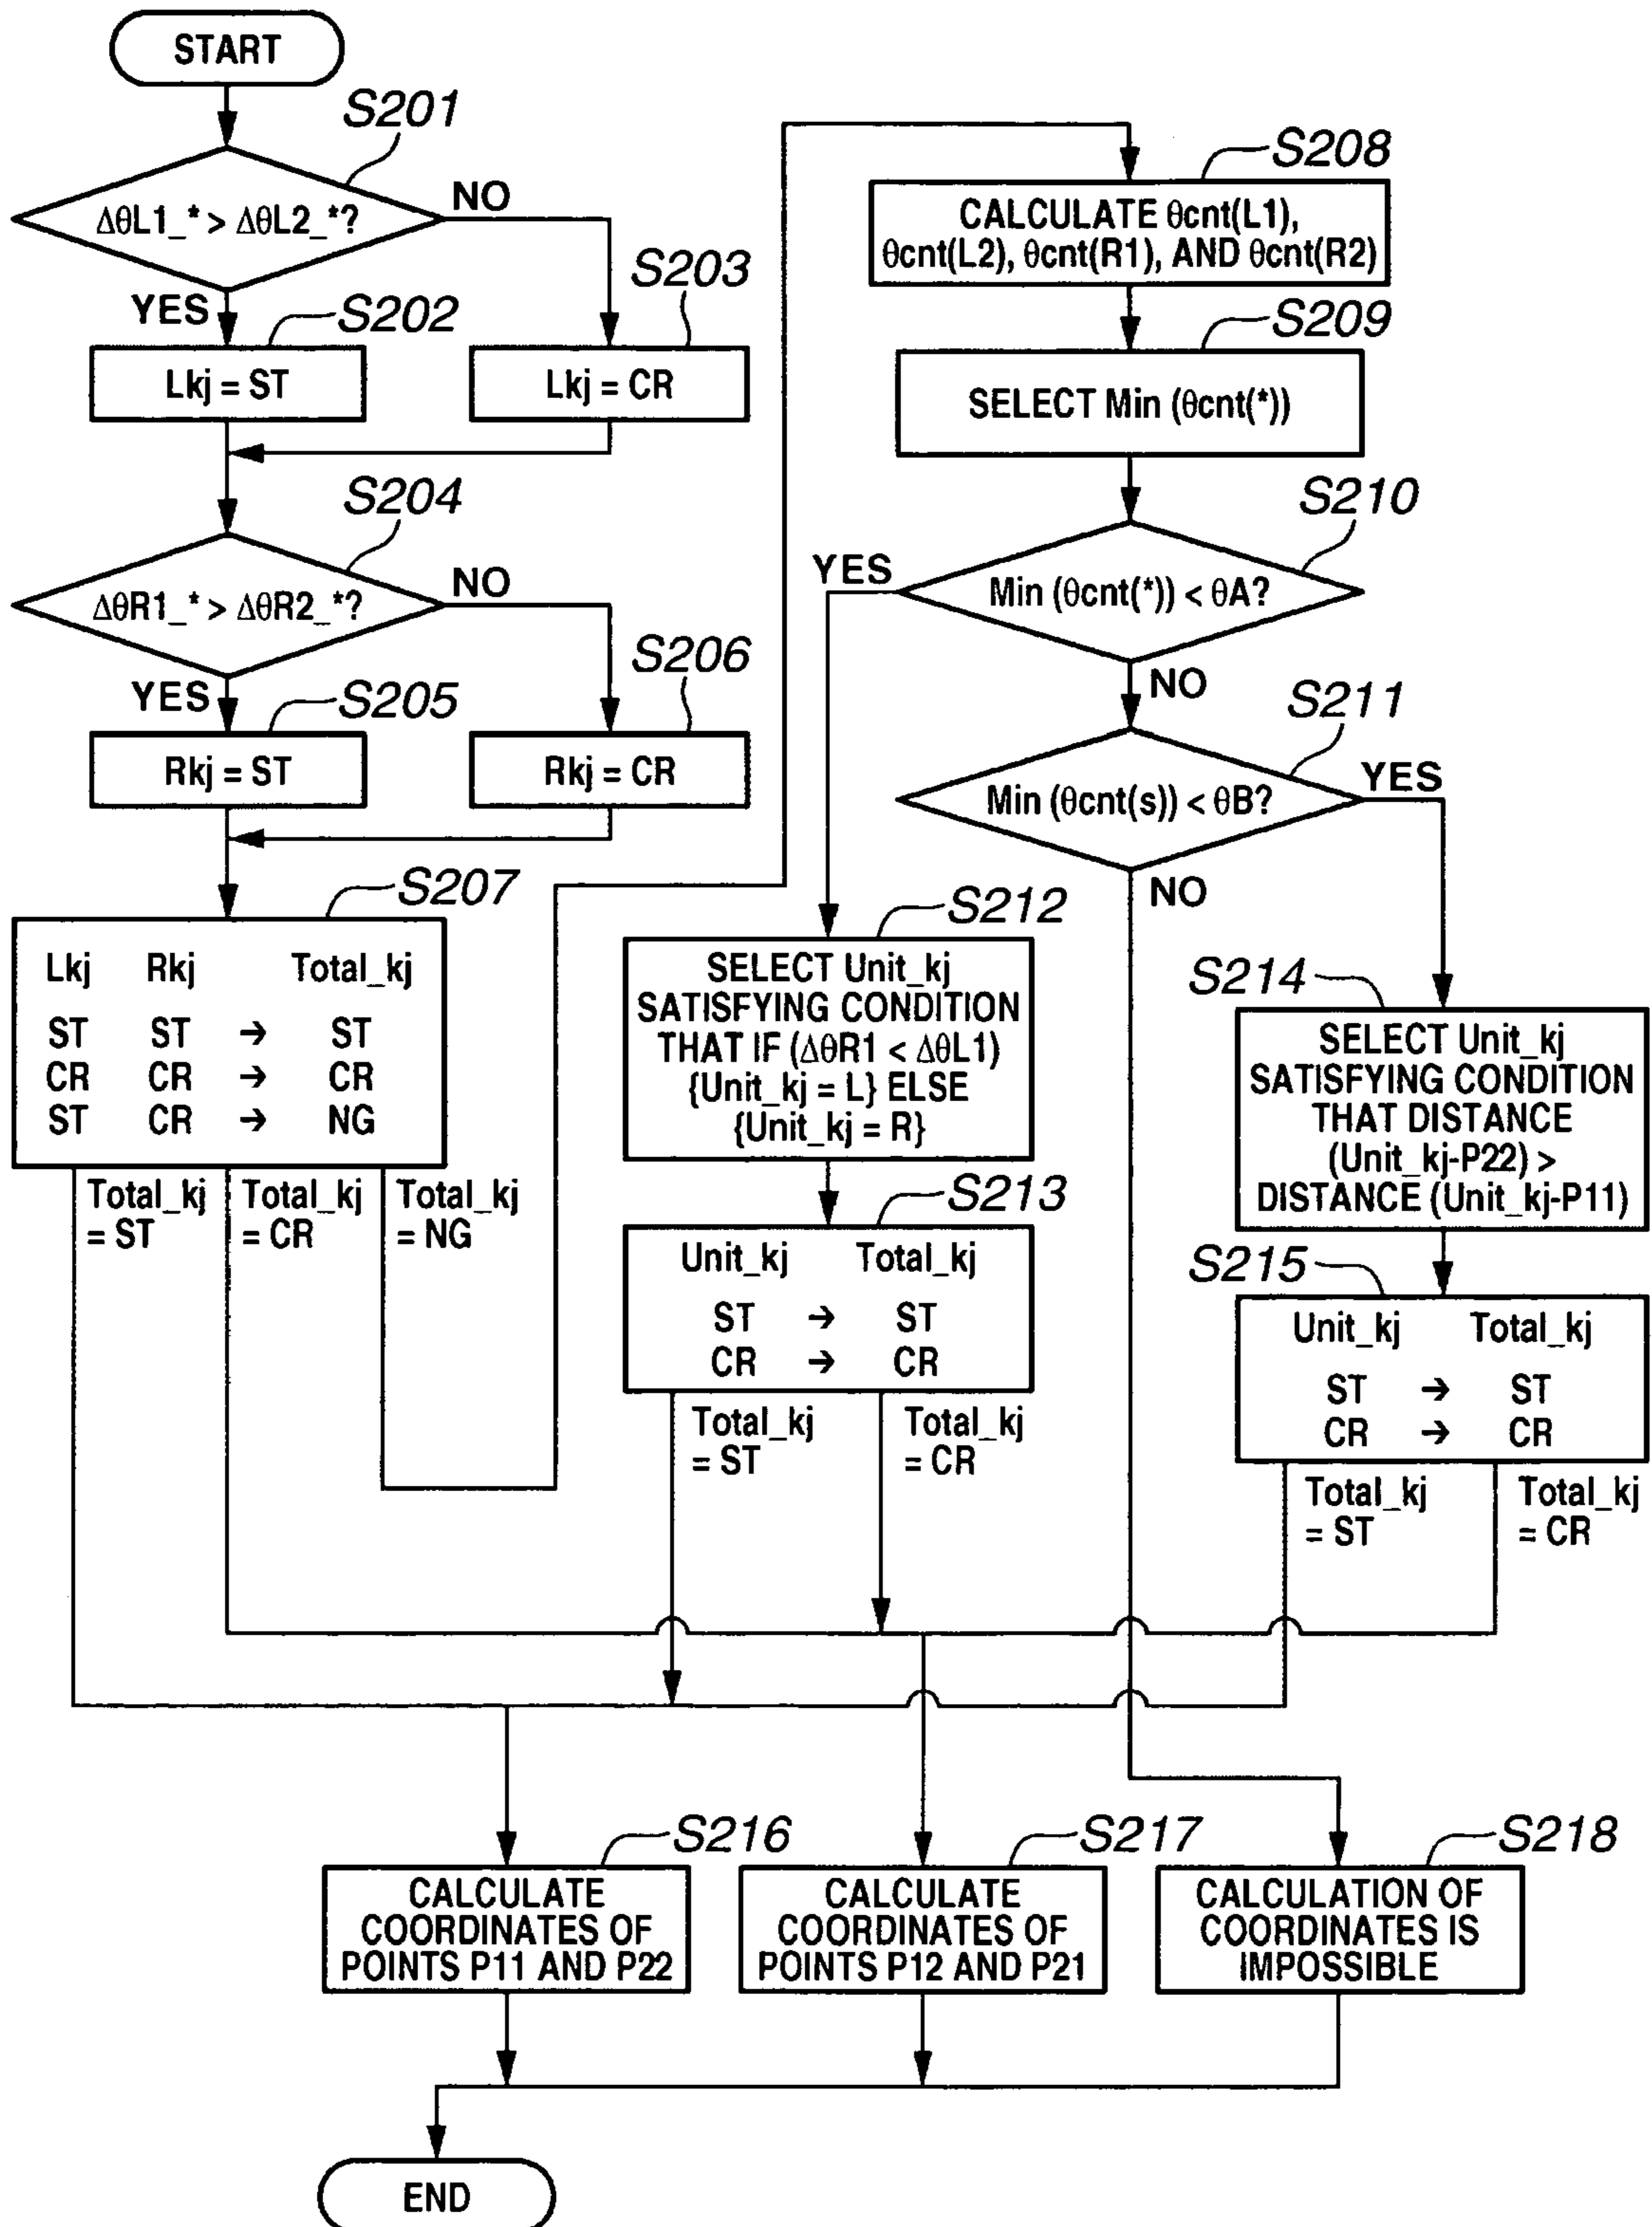 START
S201
ΔθL1_* > ΔθL2_*?
NO
YES
S202
Lkj = ST
S203
Lkj = CR
S204
ΔθR1_* > ΔθR2_*?
NO
YES
S205
Rkj = ST
S206
Rkj = CR
S207
Lkj Rkj Total_kj
ST ST → ST
CR CR → CR
ST CR → NG
Total_kj
= ST
Total_kj
= CR
Total_kj
= NG
S208
CALCULATE θcnt(L1),
θcnt(L2), θcnt(R1), AND θcnt(R2)
S209
SELECT Min (θcnt(*))
S210
Min (θcnt(*)) < θA?
YES
NO
S211
Min (θcnt(s)) < θB?
YES
NO
S212
SELECT Unit_kj
SATISFYING CONDITION
THAT IF (ΔθR1 < ΔθL1)
{Unit_kj = L} ELSE
{Unit_kj = R}
S213
Unit_kj Total_kj
ST → ST
CR → CR
Total_kj
= ST
Total_kj
= CR
S214
SELECT Unit_kj
SATISFYING CONDITION
THAT DISTANCE
(Unit_kj-P22) >
DISTANCE (Unit_kj-P11)
S215
Unit_kj Total_kj
ST → ST
CR → CR
Total_kj
= ST
Total_kj
= CR
S216
CALCULATE
COORDINATES OF
POINTS P11 AND P22
S217
CALCULATE
COORDINATES OF
POINTS P12 AND P21
S218
CALCULATION OF
COORDINATES IS
IMPOSSIBLE
END